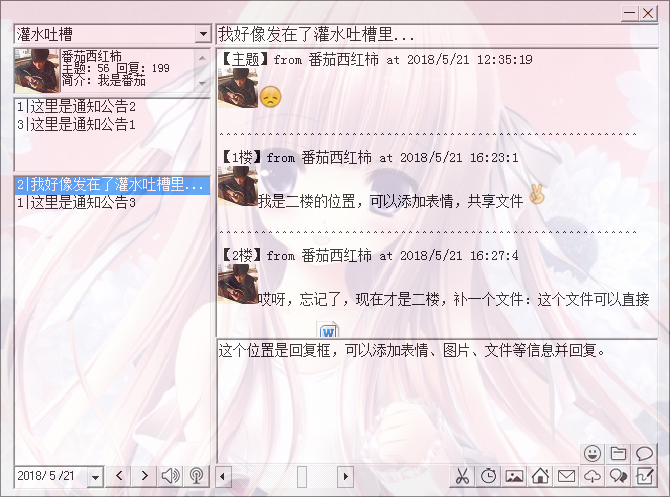 灌水吐槽
番茄西红柿
主题: 56 回复: 199
简介: 我是番茄
1|这里是通知公告2
3|这里是通知公告1
2|我好像发在了灌水吐槽里...
1|这里是通知公告3
2018/ 5 /21
我好像发在了灌水吐槽里...
【主题】from 番茄西红柿 at 2018/5/21 12:35:19
【1楼】from 番茄西红柿 at 2018/5/21 16:23:1
我是二楼的位置，可以添加表情，共享文件
【2楼】from 番茄西红柿 at 2018/5/21 16:27:4
哎呀，忘记了，现在才是二楼，补一个文件：这个文件可以直接
W
这个位置是回复框，可以添加表情、图片、文件等信息并回复。